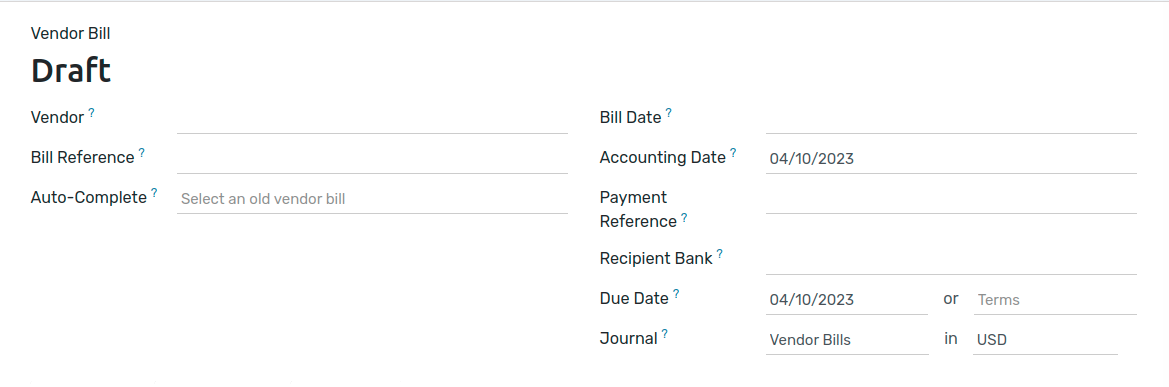 Vendor Bill
Draft
Vendor ?
Bill Reference ?
Auto-Complete ? Select an old vendor bill
Bill Date ?
Accounting Date ? 04/10/2023
Payment
Reference ?
Recipient Bank ?
Due Date ? 04/10/2023 or Terms
Journal ? Vendor Bills in USD